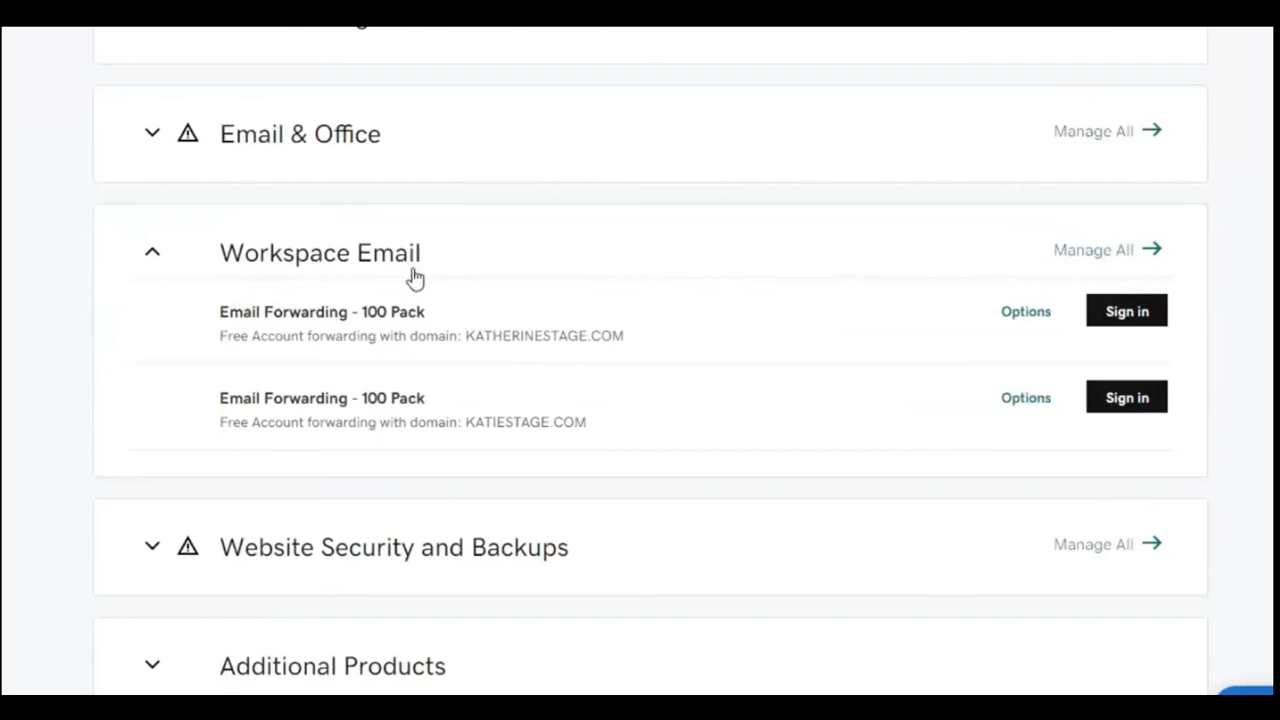 Email & Office
Manage All
Workspace Email
Manage All
Email Forwarding - 100 Pack
Options
Sign in
Free Account forwarding with domain: KATHERINESTAGE.COM
Email Forwarding - 100 Pack
Options
Sign in
Free Account forwarding with domain: KATIESTAGE.COM
Website Security and Backups
Manage All
Additional Products